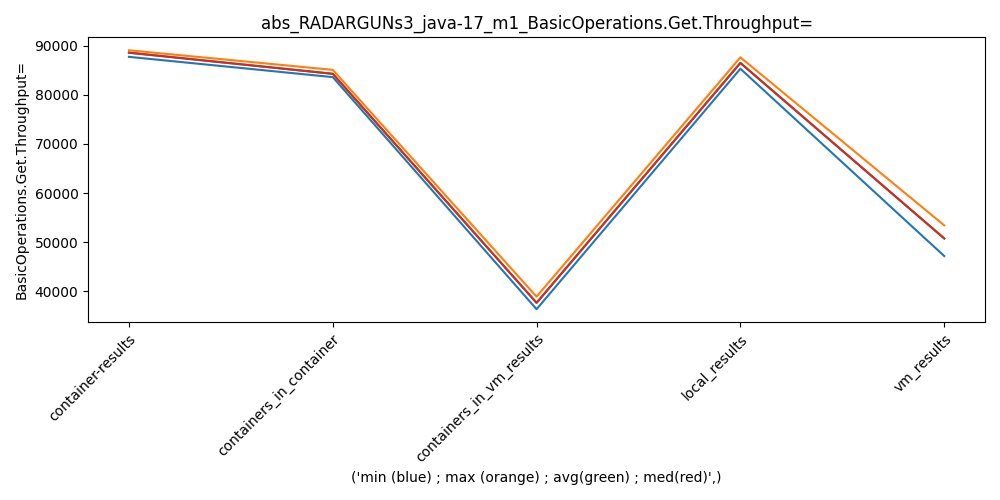 abs_RADARGUNs3_java-17_m1_BasicOperations.Get.Throughput=
BasicOperations.Get.Throughput=
90000
80000
70000
60000
50000
40000
container-results
containers_in_container
containers_in_vm_results
local_results
vm_results
('min (blue) ; max (orange) ; avg(green) ; med(red)',)